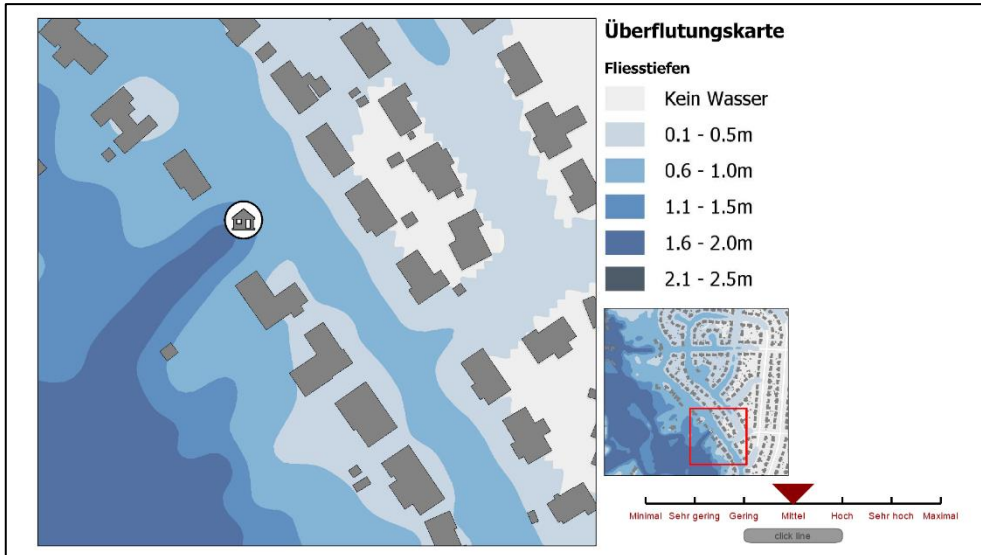 Überflutungskarte
Fliesstiefen
Kein Wasser
0.1 - 0.5m
0.6 - 1.0m
1.1 - 1.5m
1.6 - 2.0m
2.1 - 2.5m
Minimal Sehr gering Gering Mittel Hoch Sehr hoch Maximal
click line